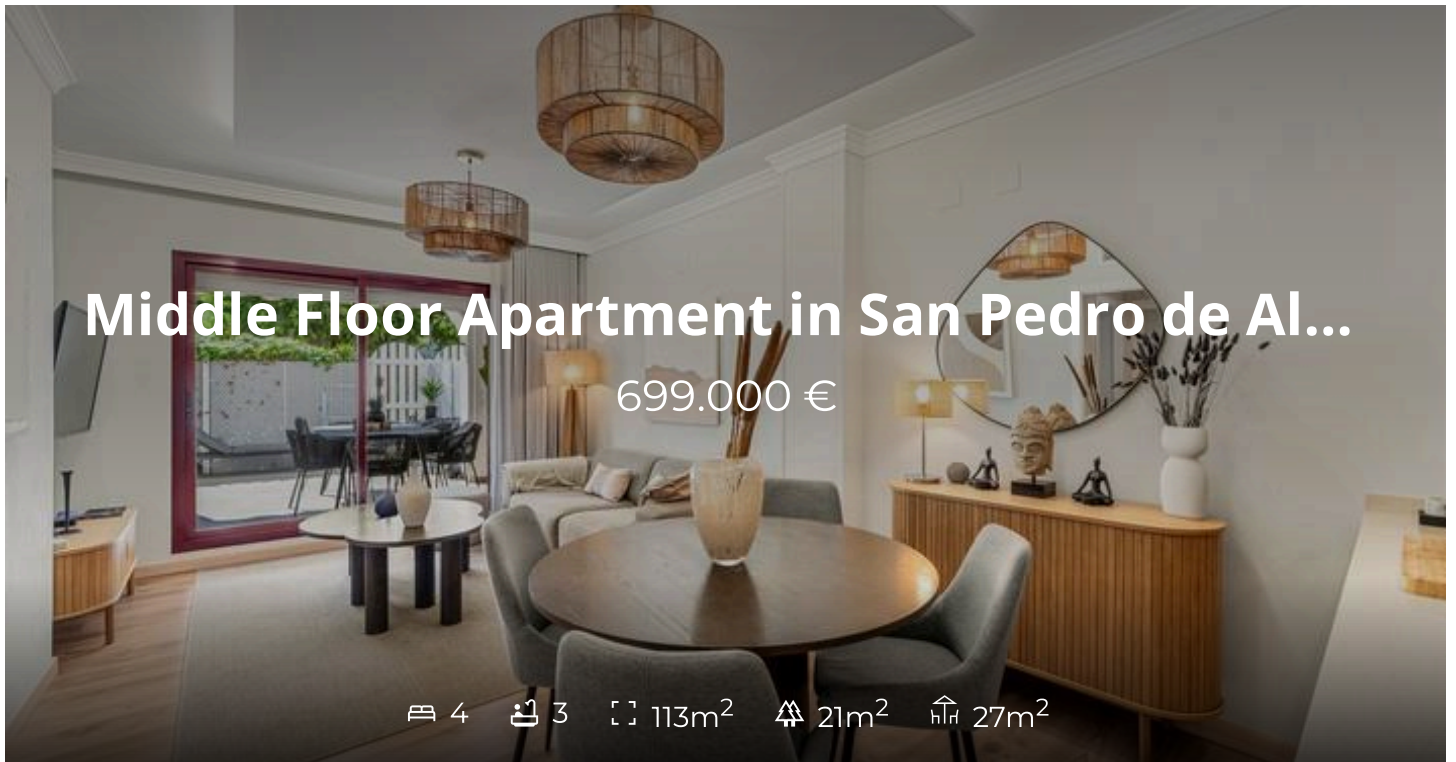 Middle Floor Apartment in San Pedro de Al...
699.000 €
4 3 113m² 21m² 27m²